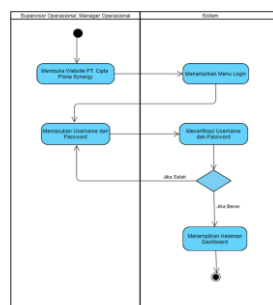 Supervisor Operasional, Manager Operasional
Sistem
Membuka Website PT. Cipta
Prima Synergy
Menampilkan Menu Login
Memasukan Username dan
Password
Meverifikasi Username
dan Password
Jika Salah
Jika Benar
Menampilkan Halaman
Dashboard